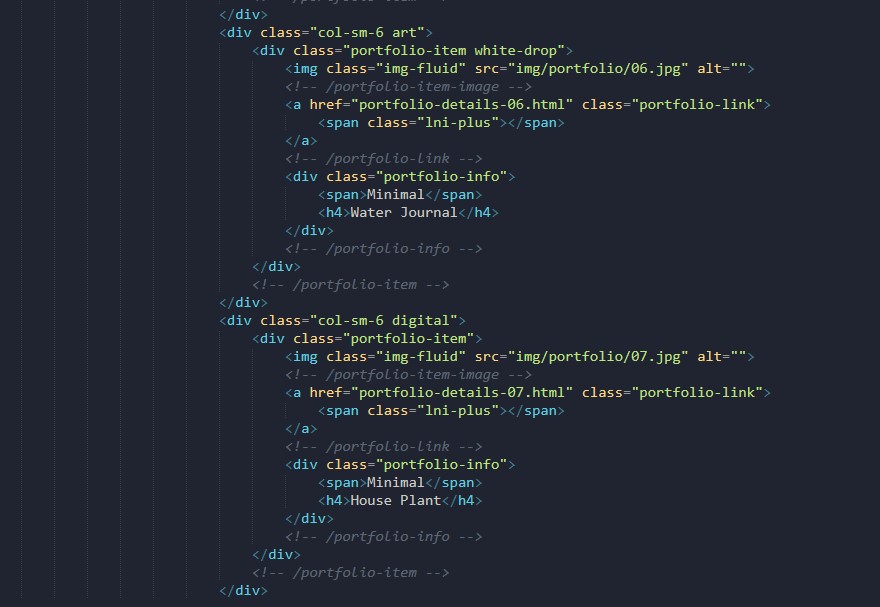 </div>
<div class="col-sm-6 art">
<div class="portfolio-item white-drop">
<img class="img-fluid" src="img/portfolio/06.jpg" alt="">
<!-- /portfolio-item-image -->
<a href="portfolio-details-06.html" class="portfolio-link">
<span class="lni-plus"></span>
</a>
<!-- /portfolio-link -->
<div class="portfolio-info">
<span>Minimal</span>
<h4>Water Journal</h4>
</div>
<!-- /portfolio-info -->
</div>
<!-- /portfolio-item -->
</div>
<div class="col-sm-6 digital">
<div class="portfolio-item">
<img class="img-fluid" src="img/portfolio/07.jpg" alt="">
<!-- /portfolio-item-image -->
<a href="portfolio-details-07.html" class="portfolio-link">
<span class="lni-plus"></span>
</a>
<!-- /portfolio-link -->
<div class="portfolio-info">
<span>Minimal</span>
<h4>House Plant</h4>
</div>
<!-- /portfolio-info -->
</div>
<!-- /portfolio-item -->
</div>